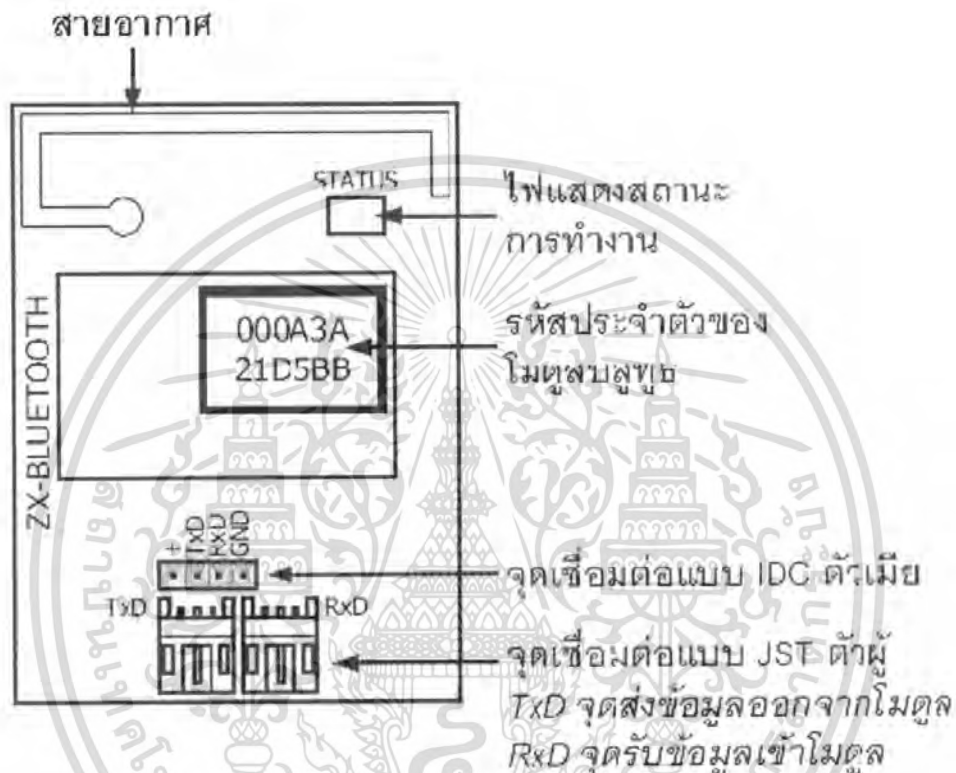 สายอากาศ
STATUS
ไฟแสดงสถานะ
การทำงาน
ZX-BLUETOOTH
000A3A
21D5BB
รหัสประจำตัวของ
โมดูลบลูทูธ
+
TxD
RxD
GND
จุดเชื่อมต่อแบบ IDC ตัวเมีย
TxD
RxD
จุดเชื่อมต่อแบบ JST ตัวผู้
TxD จุดส่งข้อมูลออกจากโมดูล
RxD จุดรับข้อมูลเข้าโมดูล